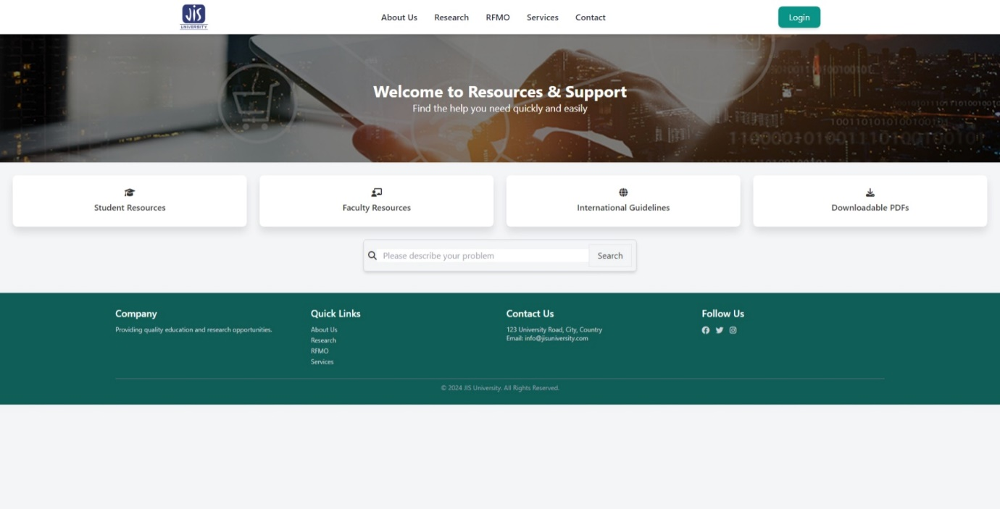 JIS
UNIVERSITY
About Us
Research
RFMO
Services
Contact
Login
Welcome to Resources & Support
Find the help you need quickly and easily
Student Resources
Faculty Resources
International Guidelines
Downloadable PDFs
Please describe your problem
Search
Company
Providing quality education and research opportunities.
Quick Links
About Us
Research
RFMO
Services
Contact Us
123 University Road, City, Country
Email: info@jisuniversity.com
Follow Us
© 2024 JIS University. All Rights Reserved.